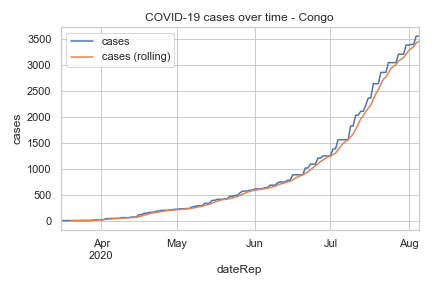 COVID-19 cases over time - Congo
cases
cases (rolling)
3500
3000
2500
2000
1500
1000
500
0
cases
Apr
2020
May
Jun
Jul
Aug
dateRep